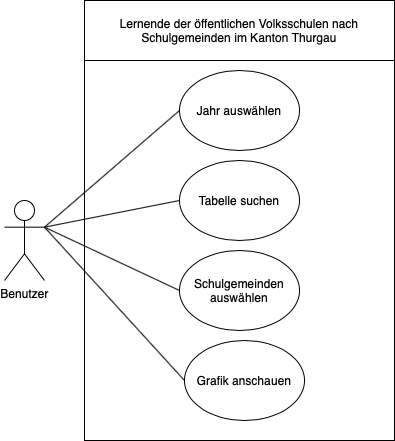 Lernende der öffentlichen Volksschulen nach
Schulgemeinden im Kanton Thurgau
Jahr auswählen
Tabelle suchen
Schulgemeinden
auswählen
Benutzer
Grafik anschauen